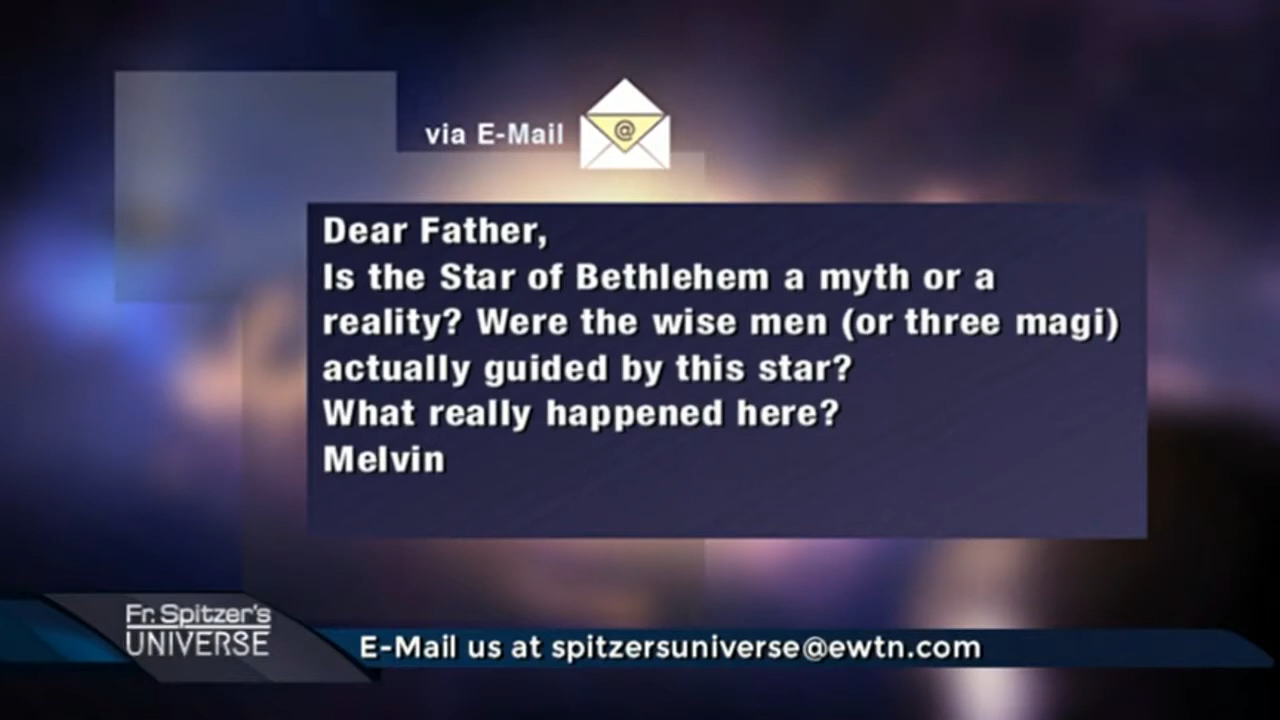 via E-Mail
@
Dear Father,
Is the Star of Bethlehem a myth or a
reality? Were the wise men (or three magi)
actually guided by this star?
What really happened here?
Melvin
Fr. Spitzer's
UNIVERSE
E-Mail us at spitzersuniverse@ewtn.com